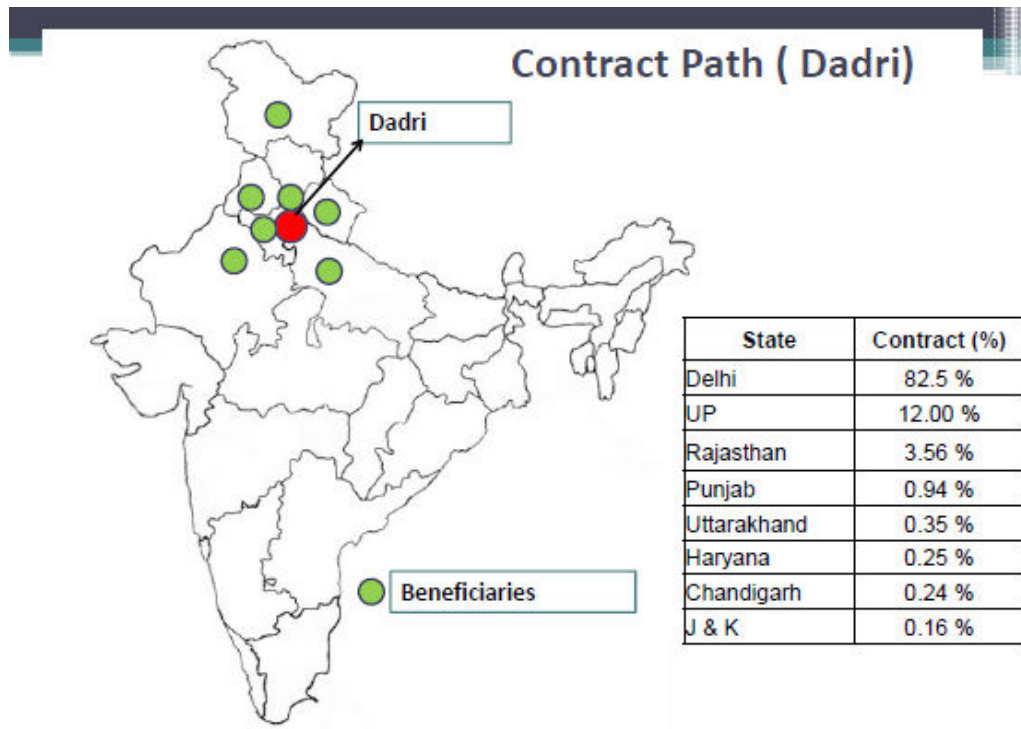 Contract Path ( Dadri)
Dadri
State Contract (%)
Delhi 82.5 %
UP 12.00 %
Rajasthan 3.56 %
Punjab 0.94 %
Uttarakhand 0.35 %
Haryana 0.25 %
Chandigarh 0.24 %
J & K 0.16 %
Beneficiaries